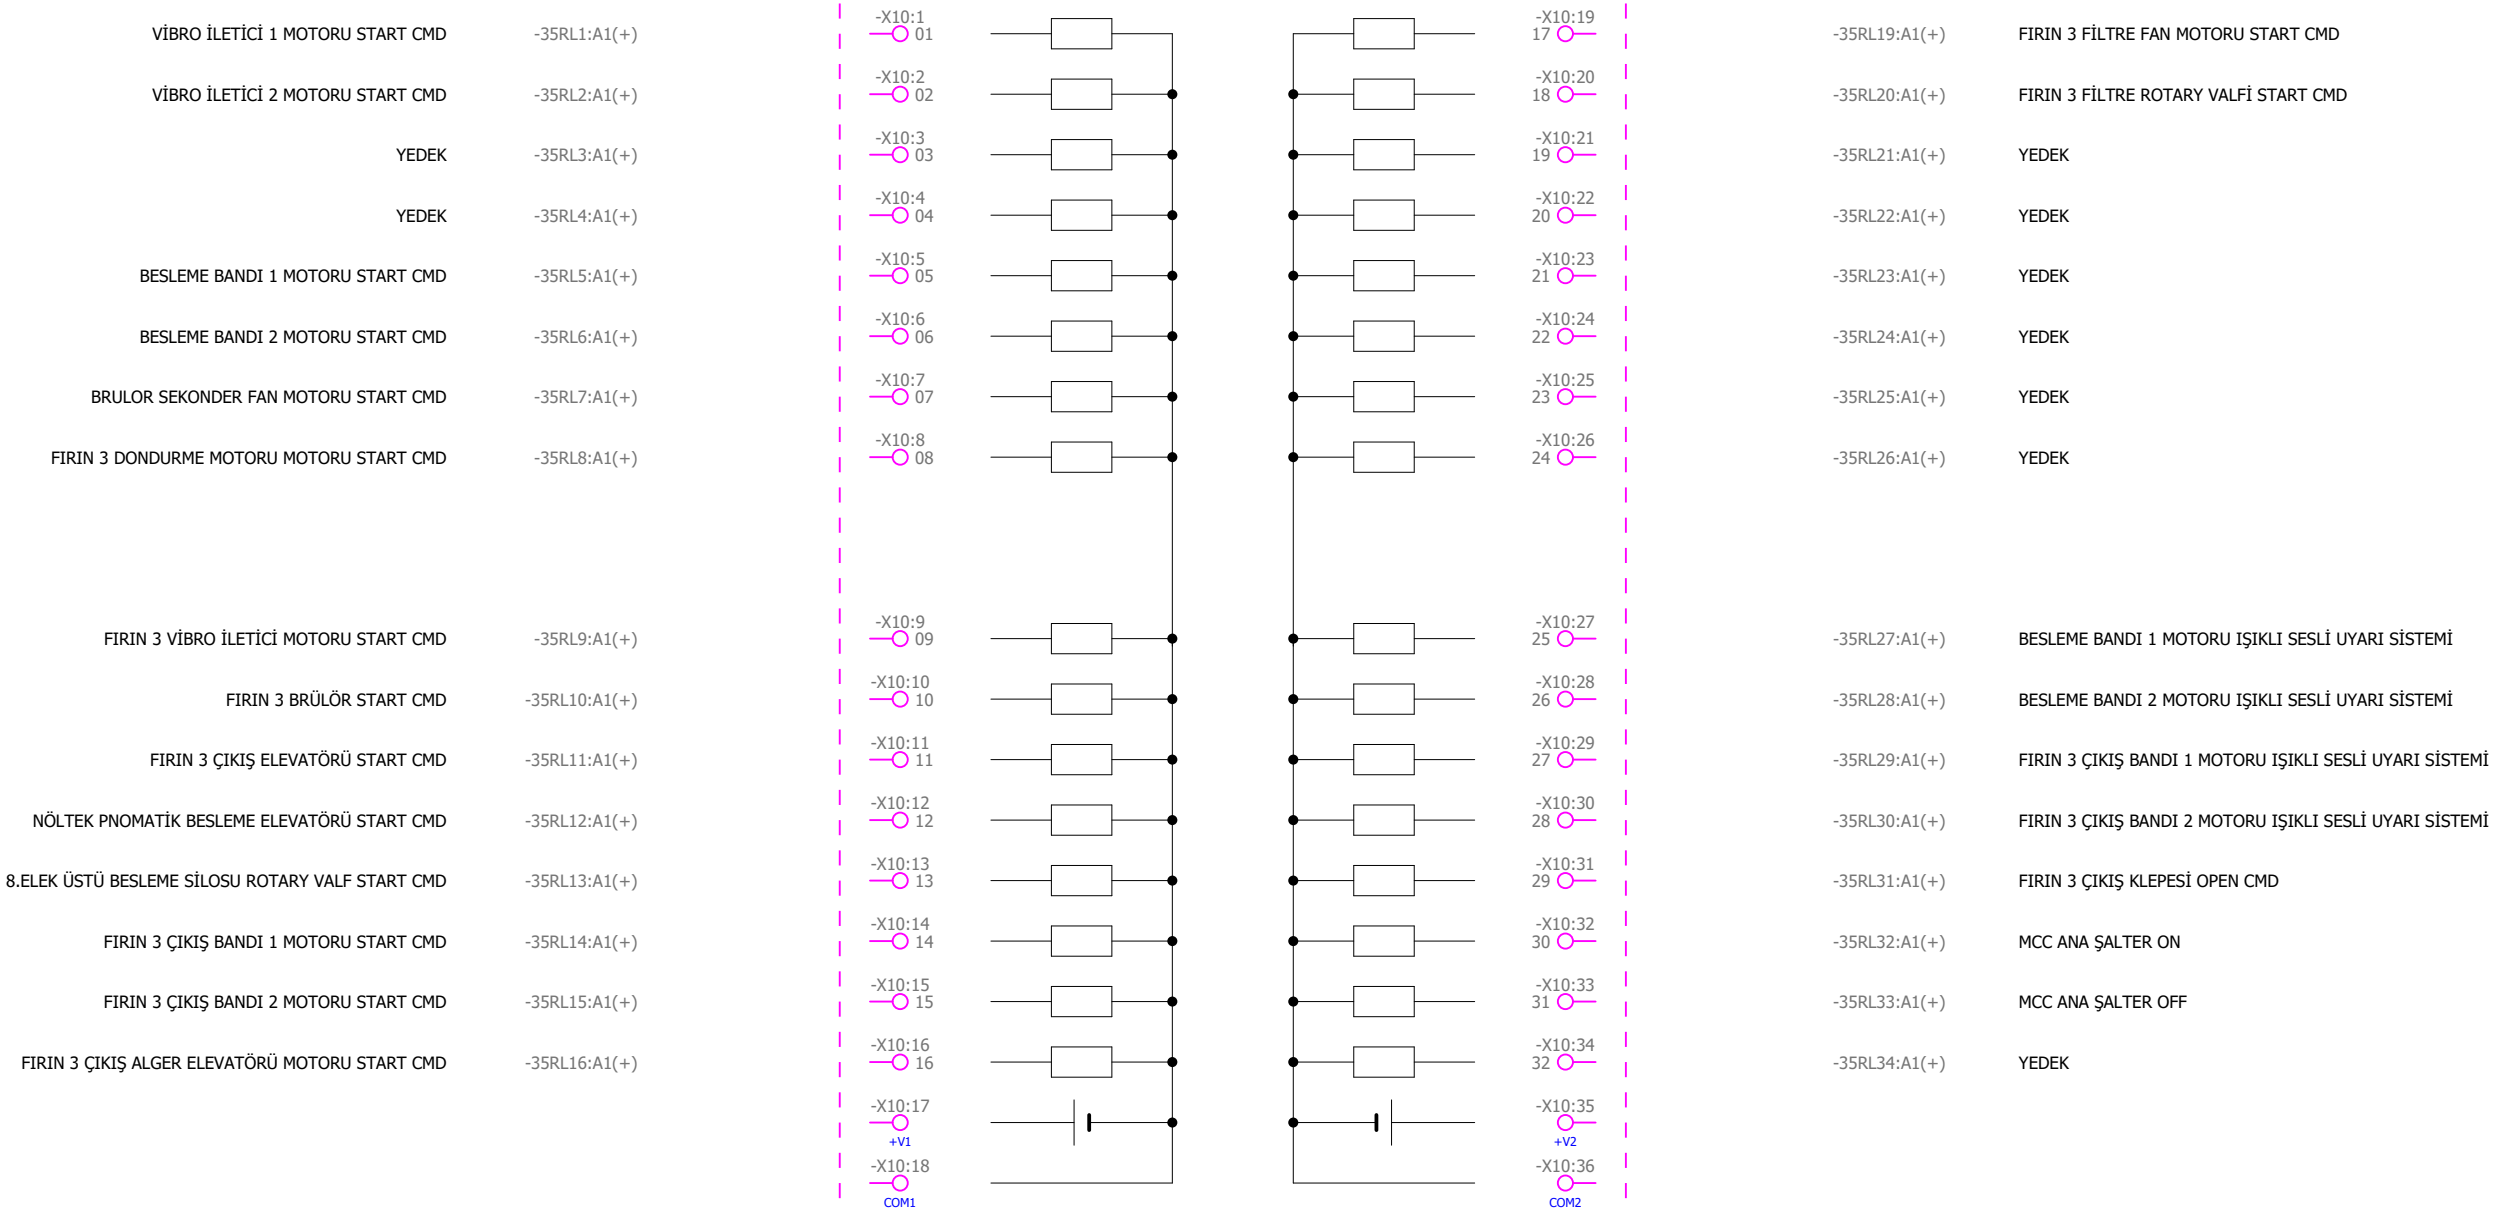 VİBRO İLETİCİ 1 MOTORU START CMD -35RL1:A1(+) -X10:1 01 -X10:19 17 -35RL19:A1(+) FIRIN 3 FİLTRE FAN MOTORU START CMD
VİBRO İLETİCİ 2 MOTORU START CMD -35RL2:A1(+) -X10:2 02 -X10:20 18 -35RL20:A1(+) FIRIN 3 FİLTRE ROTARY VALFİ START CMD
YEDEK -35RL3:A1(+) -X10:3 03 -X10:21 19 -35RL21:A1(+) YEDEK
YEDEK -35RL4:A1(+) -X10:4 04 -X10:22 20 -35RL22:A1(+) YEDEK
BESLEME BANDI 1 MOTORU START CMD -35RL5:A1(+) -X10:5 05 -X10:23 21 -35RL23:A1(+) YEDEK
BESLEME BANDI 2 MOTORU START CMD -35RL6:A1(+) -X10:6 06 -X10:24 22 -35RL24:A1(+) YEDEK
BRULOR SEKONDER FAN MOTORU START CMD -35RL7:A1(+) -X10:7 07 -X10:25 23 -35RL25:A1(+) YEDEK
FIRIN 3 DONDURME MOTORU MOTORU START CMD -35RL8:A1(+) -X10:8 08 -X10:26 24 -35RL26:A1(+) YEDEK
FIRIN 3 VİBRO İLETİCİ MOTORU START CMD -35RL9:A1(+) -X10:9 09 -X10:27 25 -35RL27:A1(+) BESLEME BANDI 1 MOTORU IŞIKLI SESLİ UYARI SİSTEMİ
FIRIN 3 BRÜLÖR START CMD -35RL10:A1(+) -X10:10 10 -X10:28 26 -35RL28:A1(+) BESLEME BANDI 2 MOTORU IŞIKLI SESLİ UYARI SİSTEMİ
FIRIN 3 ÇIKIŞ ELEVATÖRÜ START CMD -35RL11:A1(+) -X10:11 11 -X10:29 27 -35RL29:A1(+) FIRIN 3 ÇIKIŞ BANDI 1 MOTORU IŞIKLI SESLİ UYARI SİSTEMİ
NÖLTEK PNOMATİK BESLEME ELEVATÖRÜ START CMD -35RL12:A1(+) -X10:12 12 -X10:30 28 -35RL30:A1(+) FIRIN 3 ÇIKIŞ BANDI 2 MOTORU IŞIKLI SESLİ UYARI SİSTEMİ
8.ELEK ÜSTÜ BESLEME SİLOSU ROTARY VALF START CMD -35RL13:A1(+) -X10:13 13 -X10:31 29 -35RL31:A1(+) FIRIN 3 ÇIKIŞ KLEPESİ OPEN CMD
FIRIN 3 ÇIKIŞ BANDI 1 MOTORU START CMD -35RL14:A1(+) -X10:14 14 -X10:32 30 -35RL32:A1(+) MCC ANA ŞALTER ON
FIRIN 3 ÇIKIŞ BANDI 2 MOTORU START CMD -35RL15:A1(+) -X10:15 15 -X10:33 31 -35RL33:A1(+) MCC ANA ŞALTER OFF
FIRIN 3 ÇIKIŞ ALGER ELEVATÖRÜ MOTORU START CMD -35RL16:A1(+) -X10:16 16 -X10:34 32 -35RL34:A1(+) YEDEK
-X10:17 +V1 -X10:35 +V2
-X10:18 COM1 -X10:36 COM2